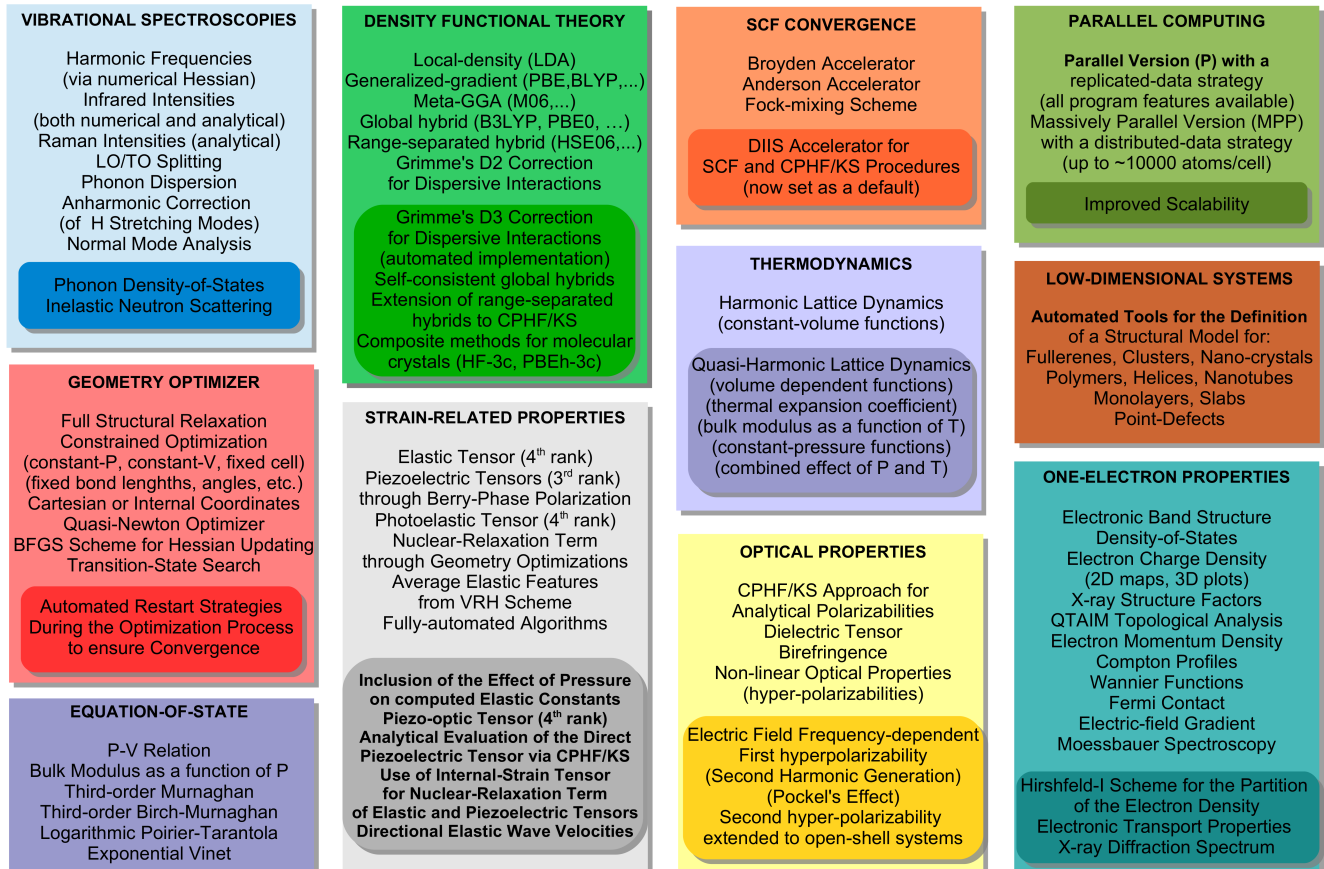 VIBRATIONAL SPECTROSCOPIES
Harmonic Frequencies
(via numerical Hessian)
Infrared Intensities
(both numerical and analytical)
Raman Intensities (analytical)
LO/TO Splitting
Phonon Dispersion
Anharmonic Correction
(of H Stretching Modes)
Normal Mode Analysis
Phonon Density-of-States
Inelastic Neutron Scattering
GEOMETRY OPTIMIZER
Full Structural Relaxation
Constrained Optimization
(constant-P, constant-V, fixed cell)
(fixed bond lenghths, angles, etc.)
Cartesian or Internal Coordinates
Quasi-Newton Optimizer
BFGS Scheme for Hessian Updating
Transition-State Search
Automated Restart Strategies
During the Optimization Process
to ensure Convergence
EQUATION-OF-STATE
P-V Relation
Bulk Modulus as a function of P
Third-order Murnaghan
Third-order Birch-Murnaghan
Logarithmic Poirier-Tarantola
Exponential Vinet
DENSITY FUNCTIONAL THEORY
Local-density (LDA)
Generalized-gradient (PBE,BLYP,...)
Meta-GGA (M06,...)
Global hybrid (B3LYP, PBE0, …)
Range-separated hybrid (HSE06,...)
Grimme's D2 Correction
for Dispersive Interactions
Grimme's D3 Correction
for Dispersive Interactions
(automated implementation)
Self-consistent global hybrids
Extension of range-separated
hybrids to CPHF/KS
Composite methods for molecular
crystals (HF-3c, PBEh-3c)
STRAIN-RELATED PROPERTIES
Elastic Tensor (4th rank)
Piezoelectric Tensors (3rd rank)
through Berry-Phase Polarization
Photoelastic Tensor (4th rank)
Nuclear-Relaxation Term
through Geometry Optimizations
Average Elastic Features
from VRH Scheme
Fully-automated Algorithms
Inclusion of the Effect of Pressure
on computed Elastic Constants
Piezo-optic Tensor (4th rank)
Analytical Evaluation of the Direct
Piezoelectric Tensor via CPHF/KS
Use of Internal-Strain Tensor
for Nuclear-Relaxation Term
of Elastic and Piezoelectric Tensors
Directional Elastic Wave Velocities
SCF CONVERGENCE
Broyden Accelerator
Anderson Accelerator
Fock-mixing Scheme
DIIS Accelerator for
SCF and CPHF/KS Procedures
(now set as a default)
THERMODYNAMICS
Harmonic Lattice Dynamics
(constant-volume functions)
Quasi-Harmonic Lattice Dynamics
(volume dependent functions)
(thermal expansion coefficient)
(bulk modulus as a function of T)
(constant-pressure functions)
(combined effect of P and T)
OPTICAL PROPERTIES
CPHF/KS Approach for
Analytical Polarizabilities
Dielectric Tensor
Birefringence
Non-linear Optical Properties
(hyper-polarizabilities)
Electric Field Frequency-dependent
First hyperpolarizability
(Second Harmonic Generation)
(Pockel's Effect)
Second hyper-polarizability
extended to open-shell systems
PARALLEL COMPUTING
Parallel Version (P) with a
replicated-data strategy
(all program features available)
Massively Parallel Version (MPP)
with a distributed-data strategy
(up to ~10000 atoms/cell)
Improved Scalability
LOW-DIMENSIONAL SYSTEMS
Automated Tools for the Definition
of a Structural Model for:
Fullerenes, Clusters, Nano-crystals
Polymers, Helices, Nanotubes
Monolayers, Slabs
Point-Defects
ONE-ELECTRON PROPERTIES
Electronic Band Structure
Density-of-States
Electron Charge Density
(2D maps, 3D plots)
X-ray Structure Factors
QTAIM Topological Analysis
Electron Momentum Density
Compton Profiles
Wannier Functions
Fermi Contact
Electric-field Gradient
Moessbauer Spectroscopy
Hirshfeld-I Scheme for the Partition
of the Electron Density
Electronic Transport Properties
X-ray Diffraction Spectrum